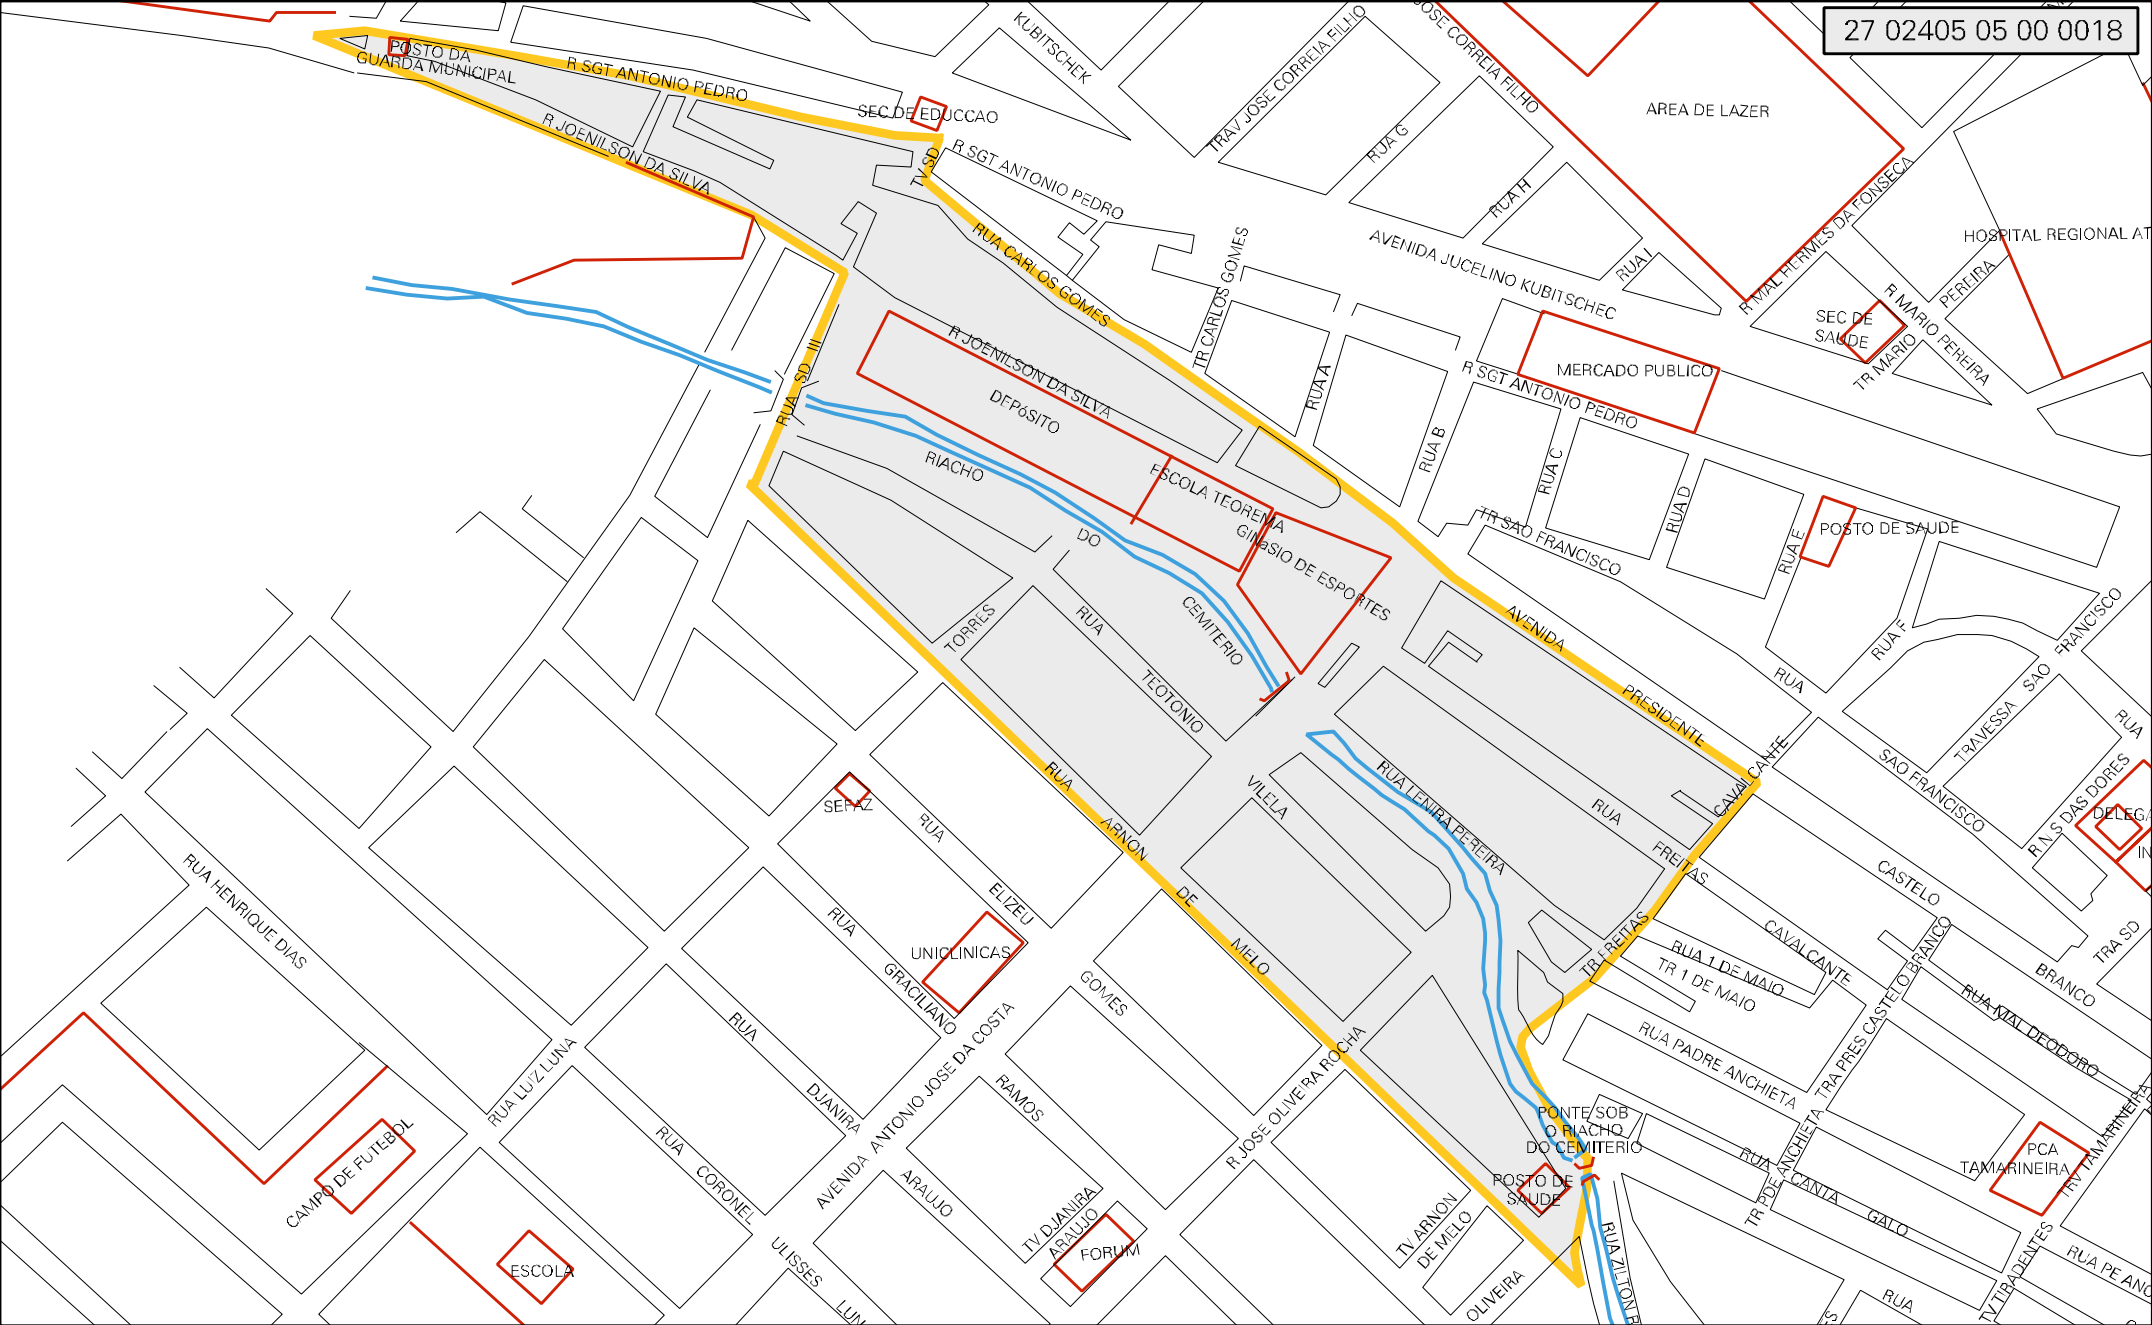 27 02405 05 00 0018
POSTO DA
GUARDA MUNICIPAL
R SGT ANTONIO PEDRO
SEC DE EDUCCAO
KUBITSCHEK
TRAV JOSE CORREIA FILHO
JOSE CORREIA FILHO
AREA DE LAZER
RUA G
RUA H
RUA I
R MAL HERMES DA FONSECA
HOSPITAL REGIONAL AT
R JOENILSON DA SILVA
TV SD
R SGT ANTONIO PEDRO
RUA CARLOS GOMES
TR CARLOS GOMES
AVENIDA JUCELINO KUBITSCHEC
PEREIRA
R MARIO PEREIRA
TR MARIO
SEC DE
SAUDE
MERCADO PUBLICO
R SGT ANTONIO PEDRO
RUA A
RUA B
RUA C
RUA D
RUA E
RUA F
RUA SD III
R JOENILSON DA SILVA
DEPóSITO
ESCOLA TEOREMA
GINáSIO DE ESPORTES
RIACHO
DO
CEMITERIO
TR SAO FRANCISCO
POSTO DE SAUDE
AVENIDA
PRESIDENTE
CASTELO
BRANCO
RUA
SAO FRANCISCO
TRAVESSA SAO FRANCISCO
RUA
R N S DAS DORES
DELEGA
IN
TORRES
RUA
TEOTONIO
VILELA
RUA LENIRA PEREIRA
RUA
FREITAS
CAVALCANTE
CAVALCANTE
TR FREITAS
RUA 1 DE MAIO
TR 1 DE MAIO
RUA PADRE ANCHIETA
TRA PRES CASTELO BRANCO
RUA MAL DEODORO
TRA SD
RUA
ARNON
DE
MELO
SEFAZ
RUA
ELIZEU
GOMES
RUA
GRACILIANO
RAMOS
UNICLINICAS
RUA HENRIQUE DIAS
RUA LUIZ LUNA
RUA
DJANIRA
ARAUJO
AVENIDA ANTONIO JOSE DA COSTA
R JOSE OLIVEIRA ROCHA
RUA
CORONEL
ULISSES
LUN
CAMPO DE FUTEBOL
ESCOLA
TV DJANIRA
ARAUJO
FORUM
TV ARNON
DE MELO
OLIVEIRA
PONTE SOB
O RIACHO
DO CEMITERIO
POSTO DE
SAUDE
RUA ZILTON R
RUA
CANTA
GALO
TR PDE ANCHIETA
PCA
TAMARINEIRA
TRV TAMARINEIRA
TV TIRADENTES
RUA PE ANC
RUA